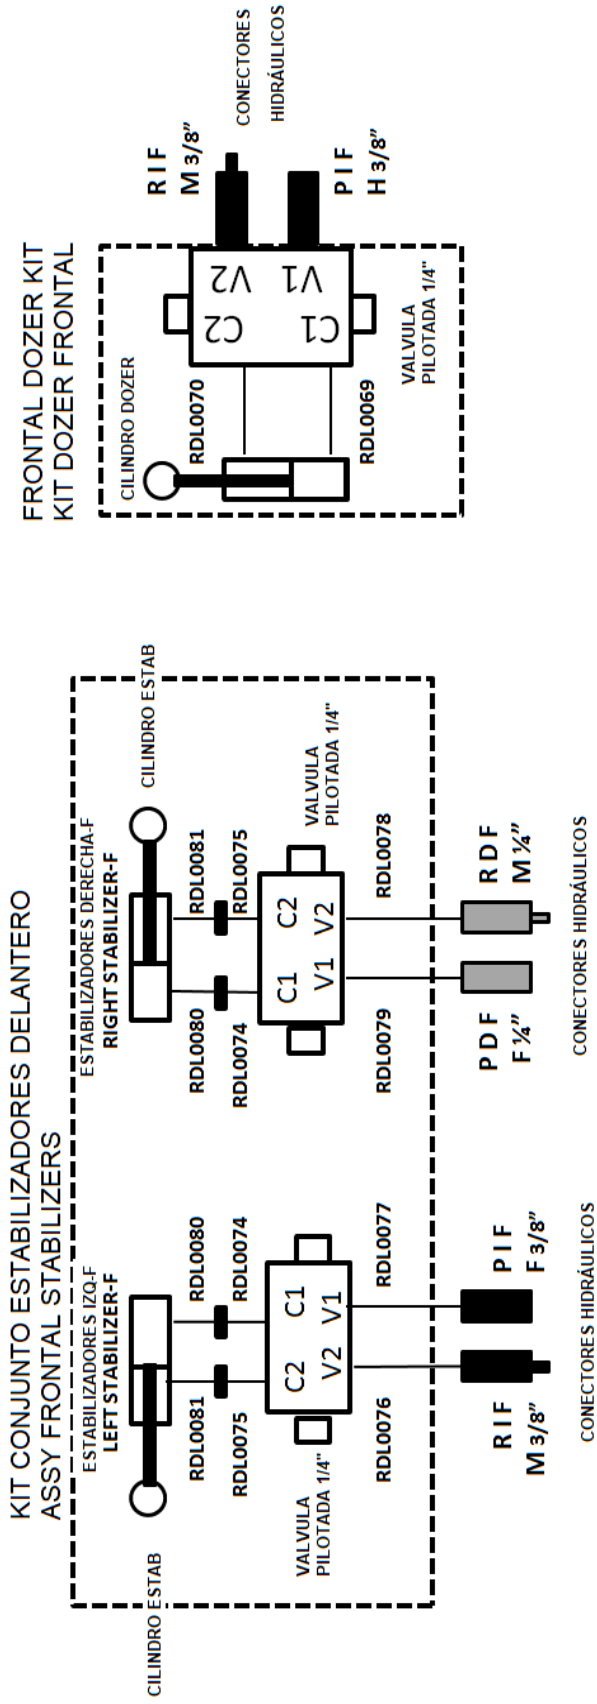 KIT CONJUNTO ESTABILIZADORES DELANTERO
ASSY FRONTAL STABILIZERS
ESTABILIZADORES IZQ-F
LEFT STABILIZER-F
CILINDRO ESTAB
RDL0081
RDL0080
RDL0075
RDL0074
C2
C1
V2
V1
VALVULA
PILOTADA 1/4"
RDL0076
RDL0077
R I F
M 3/8”
P I F
F 3/8”
CONECTORES HIDRÁULICOS
ESTABILIZADORES DERECHA-F
RIGHT STABILIZER-F
CILINDRO ESTAB
RDL0080
RDL0081
RDL0074
RDL0075
C1
C2
V1
V2
VALVULA
PILOTADA 1/4"
RDL0079
RDL0078
P D F
F ¼”
R D F
M ¼”
CONECTORES HIDRÁULICOS
FRONTAL DOZER KIT
KIT DOZER FRONTAL
CILINDRO DOZER
RDL0070
RDL0069
C2
V2
C1
V1
VALVULA
PILOTADA 1/4"
R I F
M 3/8”
P I F
H 3/8”
CONECTORES
HIDRÁULICOS